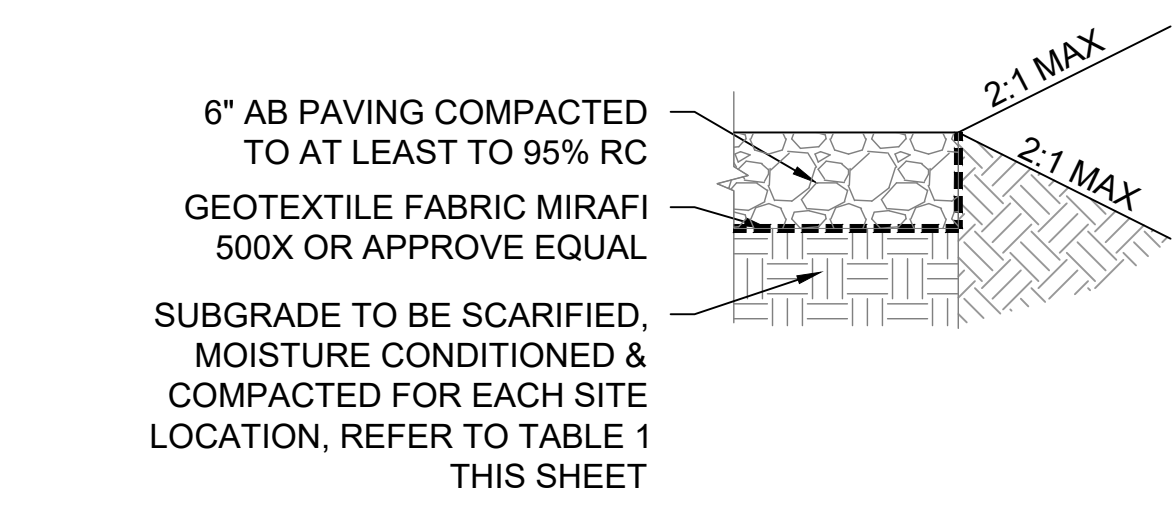 6" AB PAVING COMPACTED
TO AT LEAST TO 95% RC
GEOTEXTILE FABRIC MIRAFI
500X OR APPROVE EQUAL
SUBGRADE TO BE SCARIFIED,
MOISTURE CONDITIONED &
COMPACTED FOR EACH SITE
LOCATION, REFER TO TABLE 1
THIS SHEET
2:1 MAX
2:1 MAX